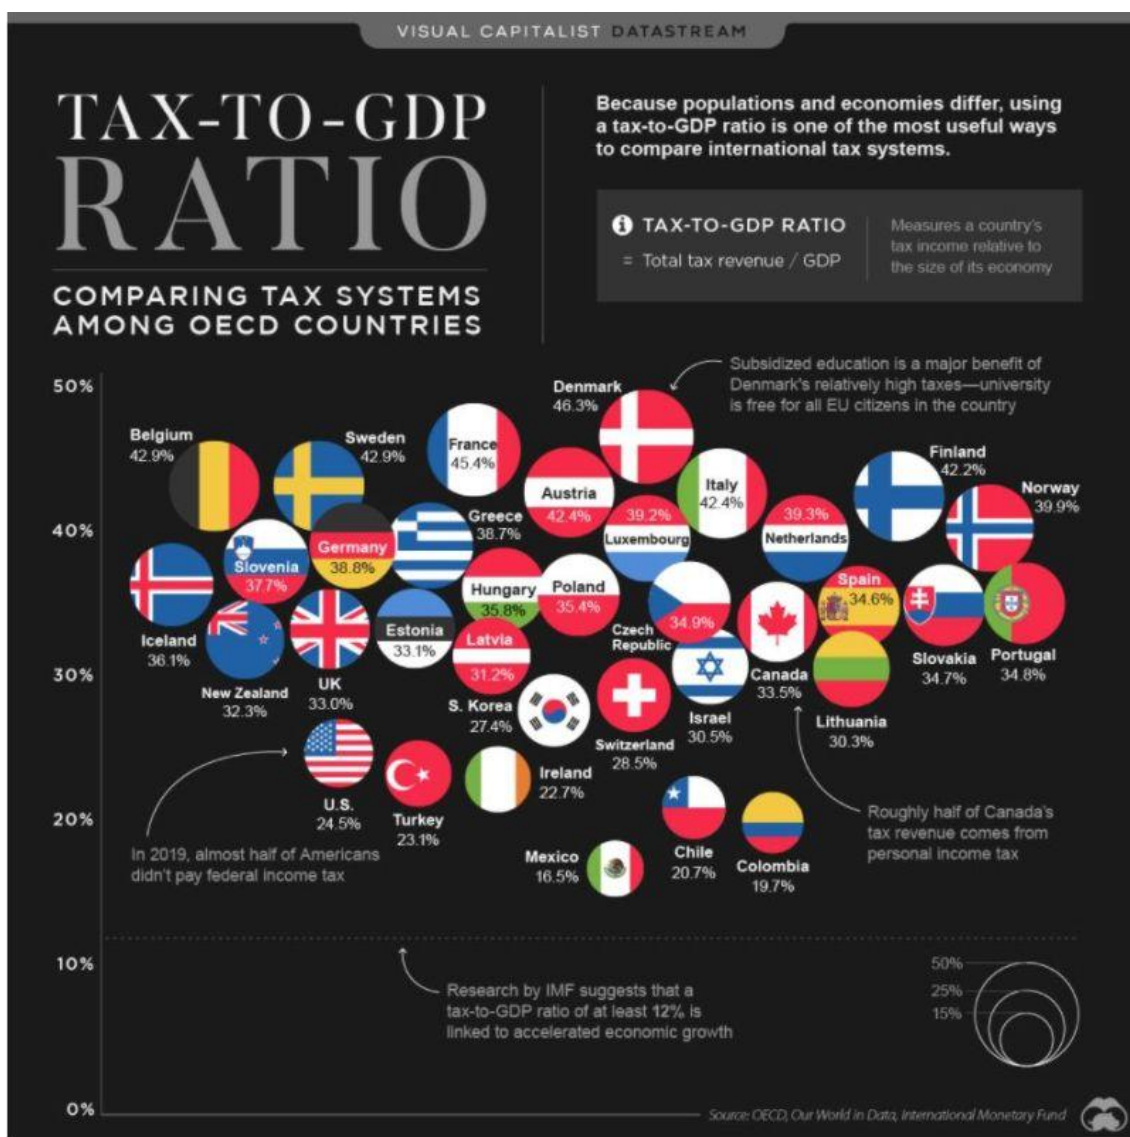 VISUAL CAPITALIST DATASTREAM
TAX-TO-GDP
RATIO
COMPARING TAX SYSTEMS
AMONG OECD COUNTRIES
Because populations and economies differ, using
a tax-to-GDP ratio is one of the most useful ways
to compare international tax systems.
TAX-TO-GDP RATIO
= Total tax revenue / GDP
Measures a country's
tax income relative to
the size of its economy
50%
40%
30%
20%
10%
0%
Subsidized education is a major benefit of
Denmark's relatively high taxes—university
is free for all EU citizens in the country
Denmark
46.3%
Belgium
42.9%
Sweden
42.9%
France
45.4%
Austria
42.4%
Italy
42.4%
Finland
42.2%
Norway
39.9%
Greece
38.7%
39.2%
Luxembourg
39.3%
Netherlands
Germany
38.8%
Slovenia
37.7%
Iceland
36.1%
Hungary
35.8%
Poland
35.4%
Czech
Republic
34.9%
Spain
34.6%
Slovakia
34.7%
Portugal
34.8%
New Zealand
32.3%
UK
33.0%
Estonia
33.1%
Latvia
31.2%
Canada
33.5%
Israel
30.5%
Lithuania
30.3%
S. Korea
27.4%
Switzerland
28.5%
U.S.
24.5%
Turkey
23.1%
Ireland
22.7%
Mexico
16.5%
Chile
20.7%
Colombia
19.7%
In 2019, almost half of Americans
didn't pay federal income tax
Roughly half of Canada's
tax revenue comes from
personal income tax
Research by IMF suggests that a
tax-to-GDP ratio of at least 12% is
linked to accelerated economic growth
50%
25%
15%
Source: OECD, Our World in Data, International Monetary Fund